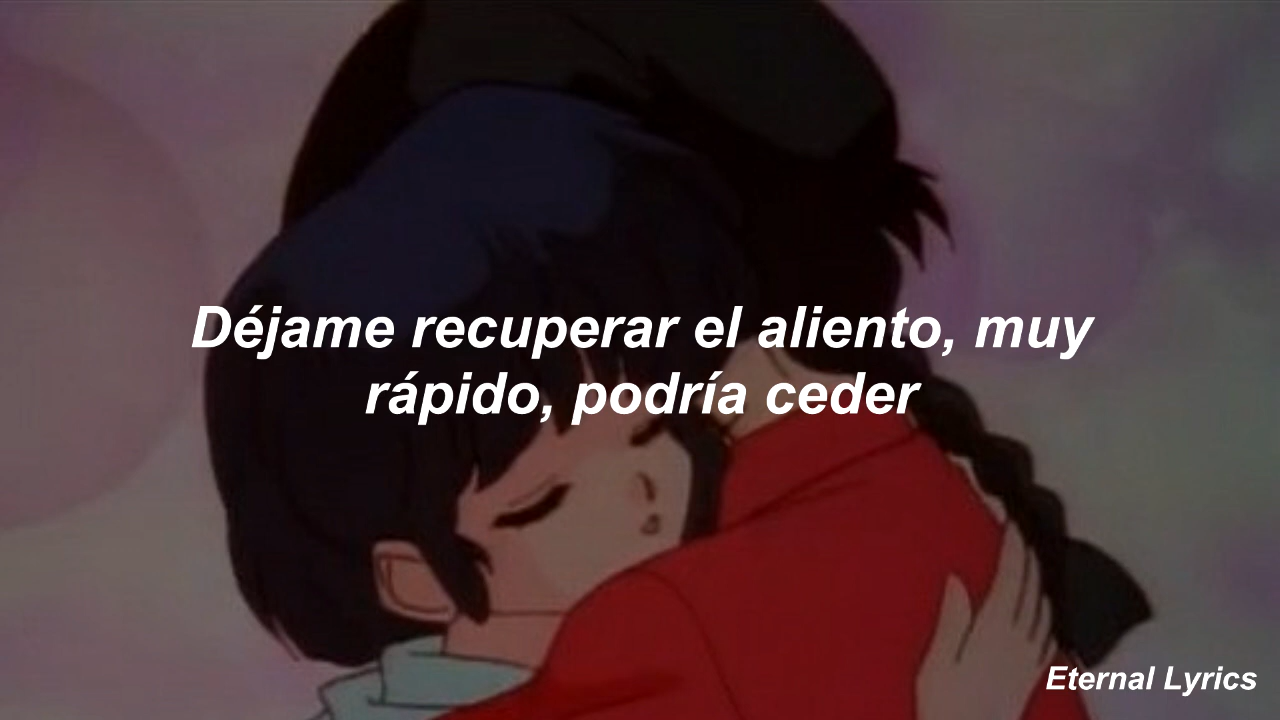 Déjame recuperar el aliento, muy
rápido, podría ceder
Eternal Lyrics